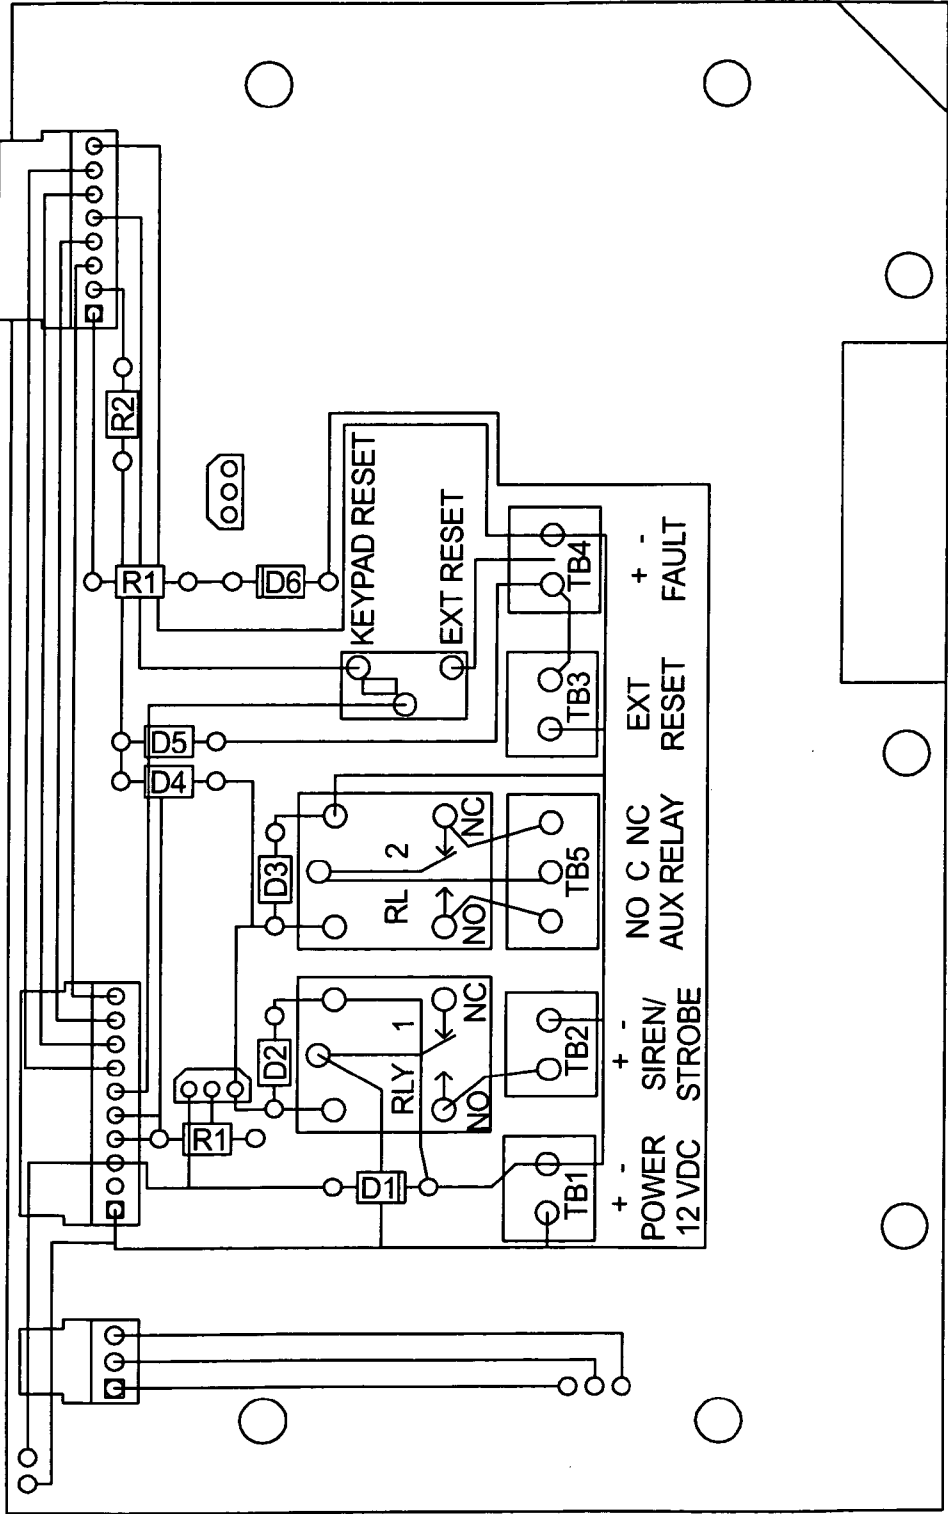 R2
R1
D6
KEYPAD RESET
EXT RESET
TB4
+ -
FAULT
TB3
EXT
RESET
D5
D4
D3
RL 2
NO
NC
TB5
NO C NC
AUX RELAY
D2
RLY 1
NO
NC
TB2
+ -
SIREN/
STROBE
R1
D1
TB1
+ -
POWER
12 VDC